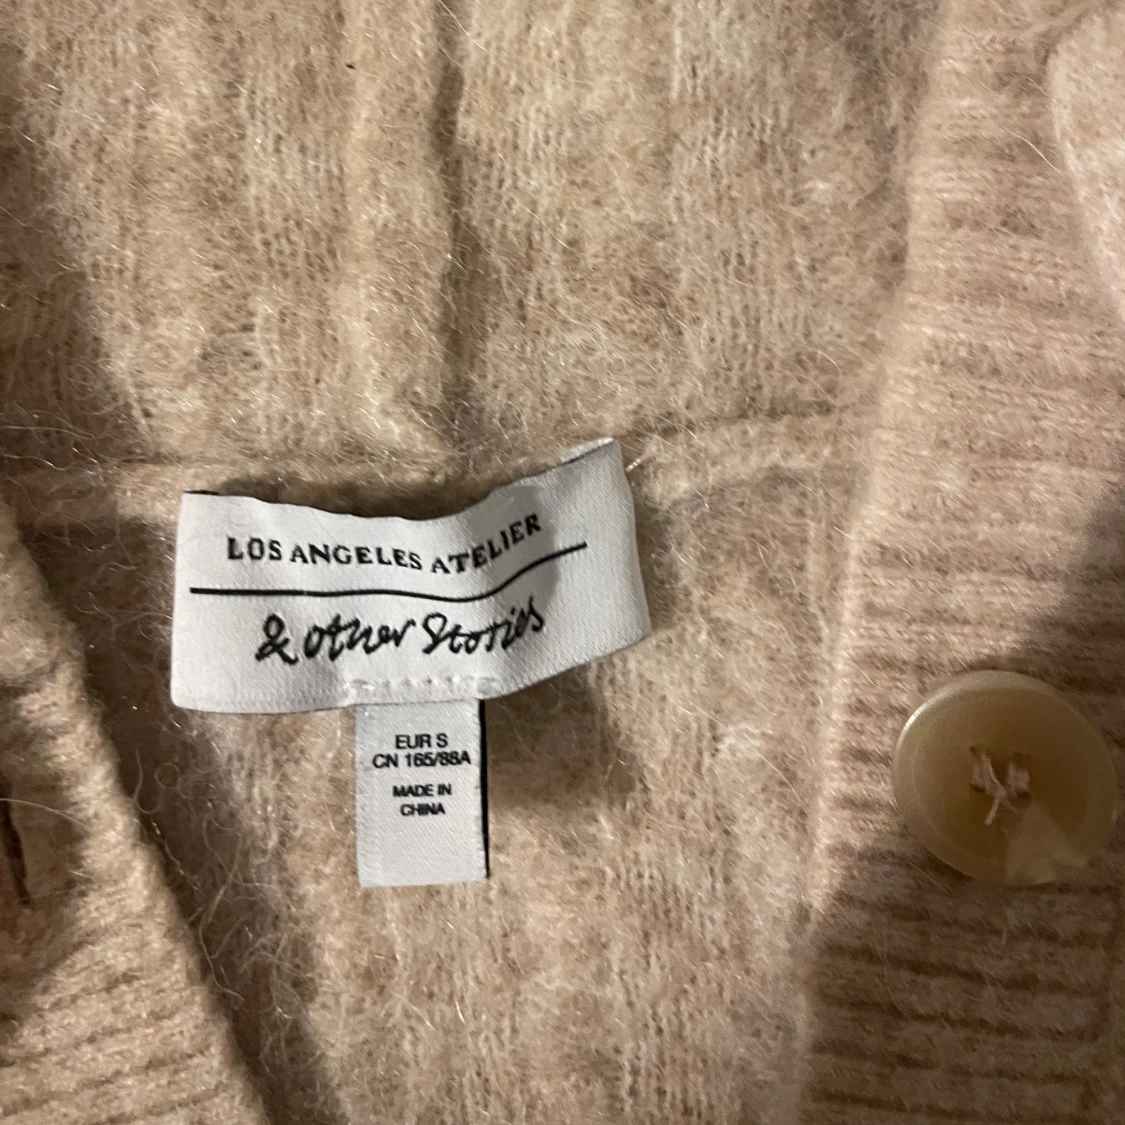 LOS ANGELES ATELIER
& other Stories
EUR S
CN 165/88A
MADE IN
CHINA